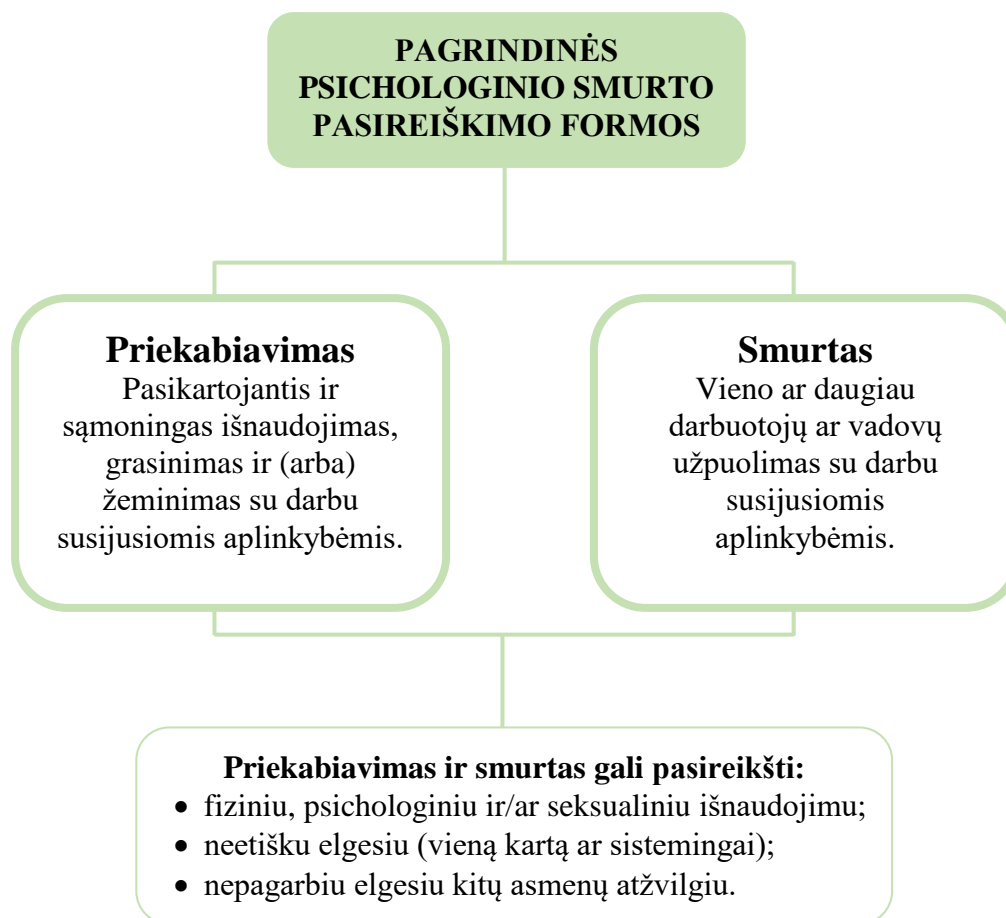 PAGRINDINĖS
PSICHOLOGINIO SMURTO
PASIREIŠKIMO FORMOS
Priekabiavimas
Pasikartojantis ir
sąmoningas išnaudojimas,
grasinimas ir (arba)
žeminimas su darbu
susijusiomis aplinkybėmis.
Smurtas
Vieno ar daugiau
darbuotojų ar vadovų
užpuolimas su darbu
susijusiomis
aplinkybėmis.
Priekabiavimas ir smurtas gali pasireikšti:
• fiziniu, psichologiniu ir/ar seksualiniu išnaudojimu;
• neetišku elgesiu (vieną kartą ar sistemingai);
• nepagarbiu elgesiu kitų asmenų atžvilgiu.